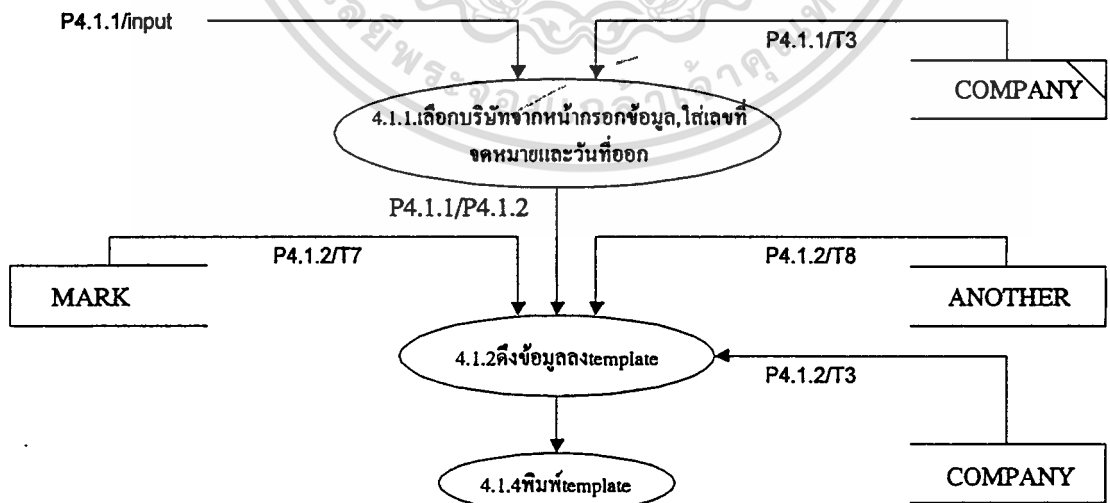 P4.1.1/input
P4.1.1/T3
COMPANY
4.1.1.เลือกบริษัทจากหน้ากรอกข้อมูล,ใส่เลขที่
จดหมายและวันที่ออก
P4.1.1/P4.1.2
P4.1.2/T7
P4.1.2/T8
MARK
ANOTHER
4.1.2ดึงข้อมูลลงtemplate
P4.1.2/T3
4.1.4พิมพ์template
COMPANY